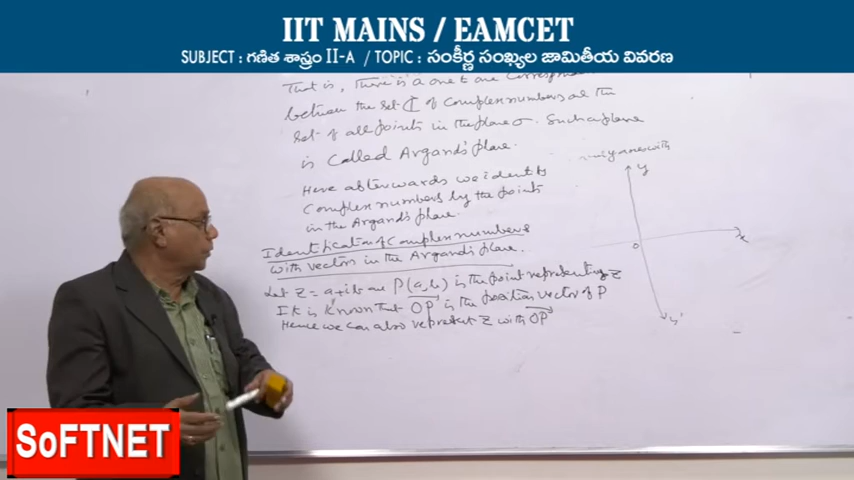 IIT MAINS / EAMCET
SUBJECT : గణిత శాస్త్రం II-A / TOPIC : సంకీర్ణ సంఖ్యల జామితీయ వివరణ
That is, There is a one to one Correspon
between the set ℂ of Complex numbers and the
set of all points in the plane σ. Such a plane
is Called Argand's plane.
Here afterwards we identify
Complex numbers by the points
in the Argand's plane.
Identification of Complex numbers
with vectors in the Argand's plane.
Let Z = a+ib and P(a,b) is the point representing Z
It is Known that OP is the position vector of P
Hence we can also represent Z with OP
y
o
x
y'
SoFTNET